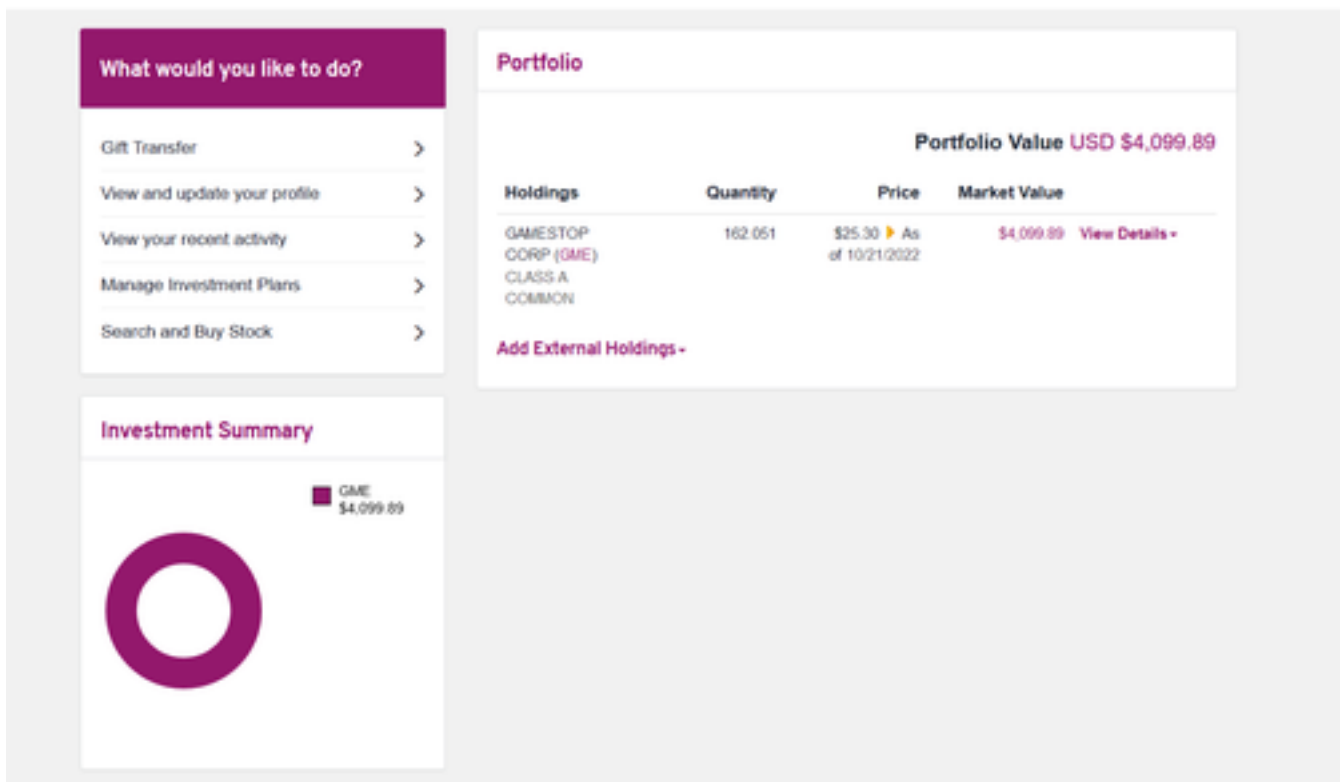 What would you like to do?
Gift Transfer
View and update your profile
View your recent activity
Manage Investment Plans
Search and Buy Stock
Portfolio
Portfolio Value USD $4,099.89
Holdings Quantity Price Market Value
GAMESTOP 162.051 $25.30 As $4,099.89 View Details
CORP (GME) of 10/21/2022
CLASS A
COMMON
Add External Holdings
Investment Summary
GME
$4,099.89